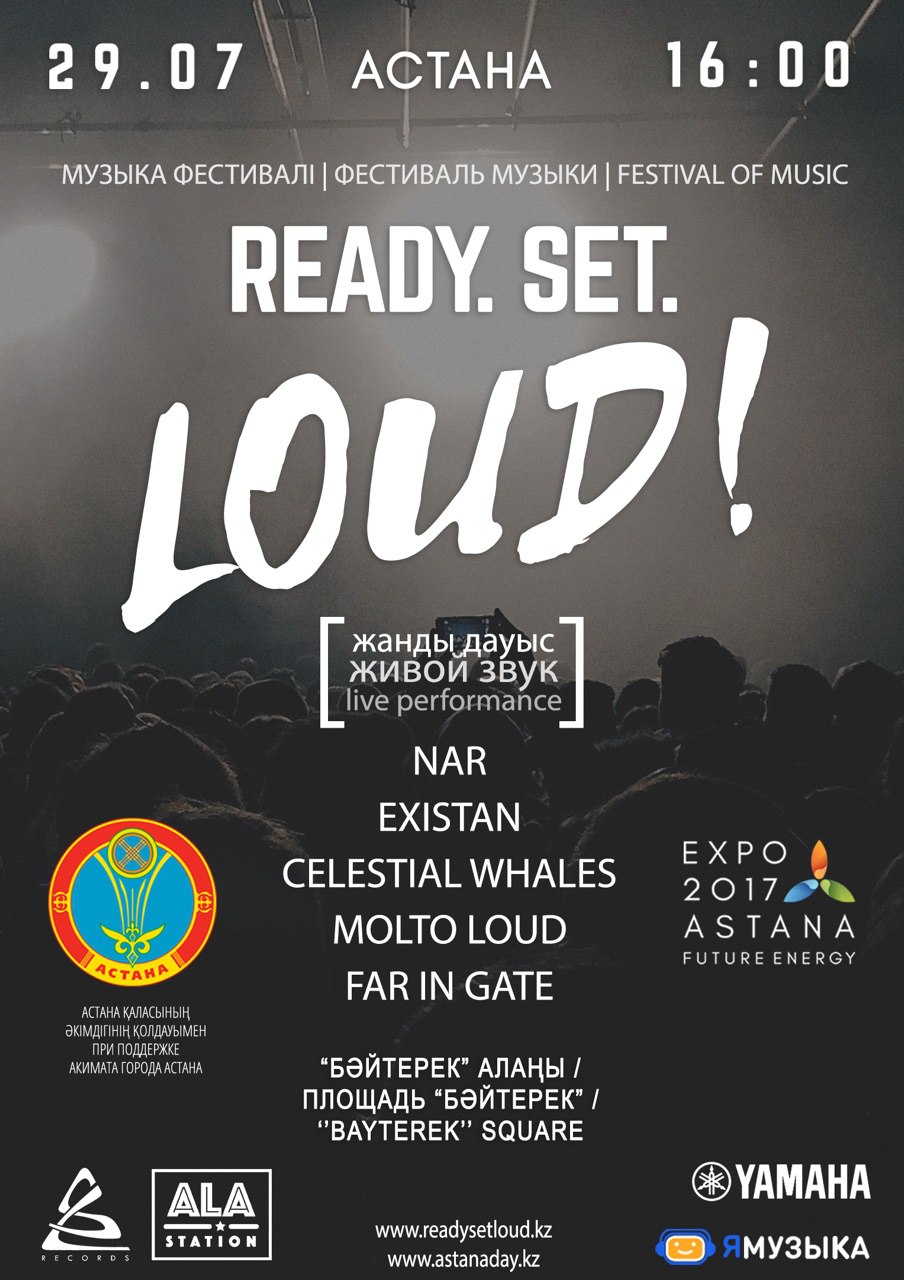 29.07 АСТАНА 16:00
МУЗЫКА ФЕСТИВАЛІ | ФЕСТИВАЛЬ МУЗЫКИ | FESTIVAL OF MUSIC
READY. SET.
LOUD!
жанды дауыс
живой звук
live performance
NAR
EXISTAN
CELESTIAL WHALES
MOLTO LOUD
FAR IN GATE
АСТАНА
АСТАНА ҚАЛАСЫНЫҢ
ӘКІМДІГІНІҢ ҚОЛДАУЫМЕН
ПРИ ПОДДЕРЖКЕ
АКИМАТА ГОРОДА АСТАНА
EXPO
2017
ASTANA
FUTURE ENERGY
“БӘЙТЕРЕК” АЛАҢЫ /
ПЛОЩАДЬ “БӘЙТЕРЕК” /
‘’BAYTEREK’’ SQUARE
RECORDS
ALA
STATION
www.readysetloud.kz
www.astanaday.kz
YAMAHA
ЯМУЗЫКА